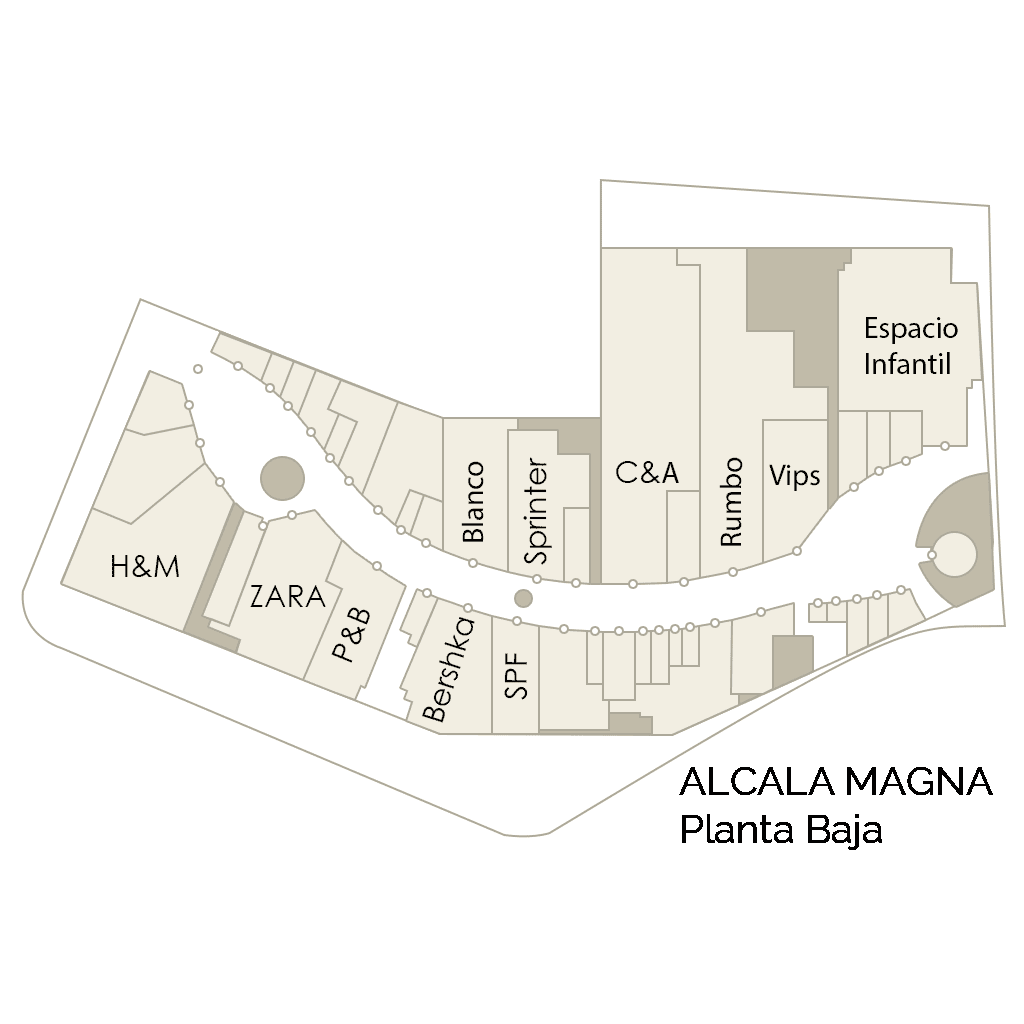 Espacio
Infantil
C&A
Rumbo
Vips
Blanco
Sprinter
H&M
ZARA
P&B
Bershka
SPF
ALCALA MAGNA
Planta Baja